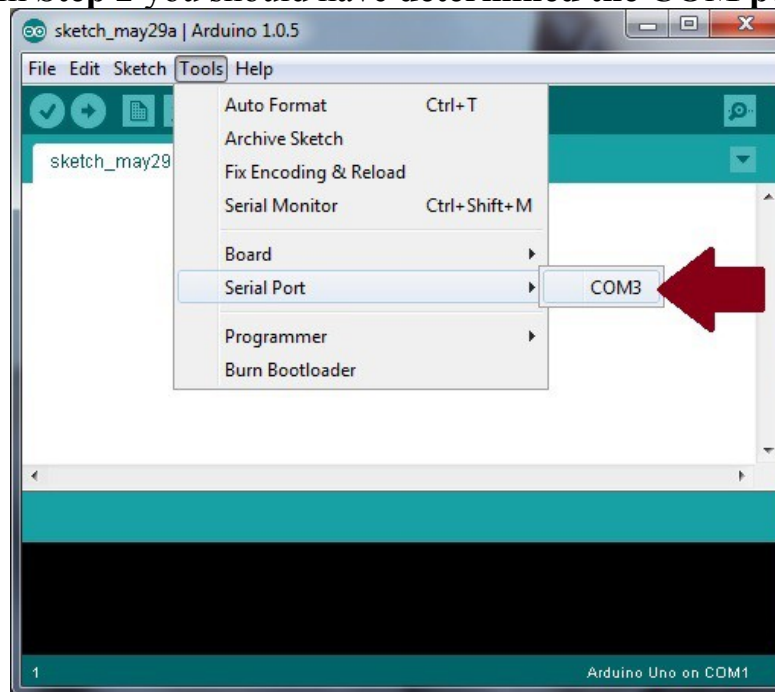 Step 2 you should have determined the COM p
sketch_may29a | Arduino 1.0.5
File Edit Sketch Tools Help
Auto Format Ctrl+T
Archive Sketch
sketch_may29
Fix Encoding & Reload
Serial Monitor Ctrl+Shift+M
Board
Serial Port COM3
Programmer
Burn Bootloader
1 Arduino Uno on COM1